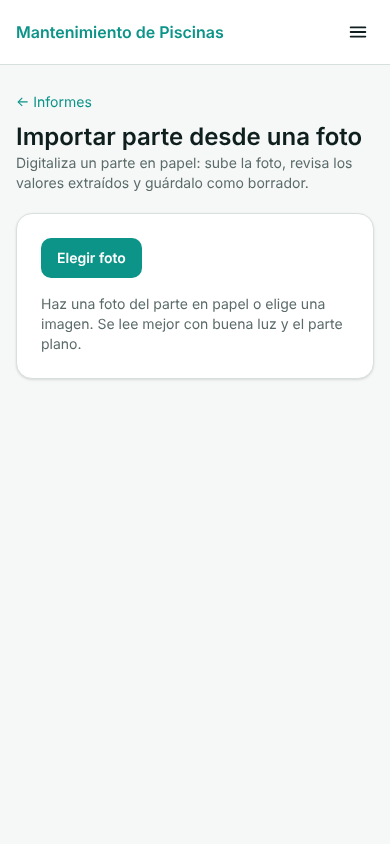 Mantenimiento de Piscinas
← Informes
Importar parte desde una foto
Digitaliza un parte en papel: sube la foto, revisa los
valores extraídos y guárdalo como borrador.
Elegir foto
Haz una foto del parte en papel o elige una
imagen. Se lee mejor con buena luz y el parte
plano.